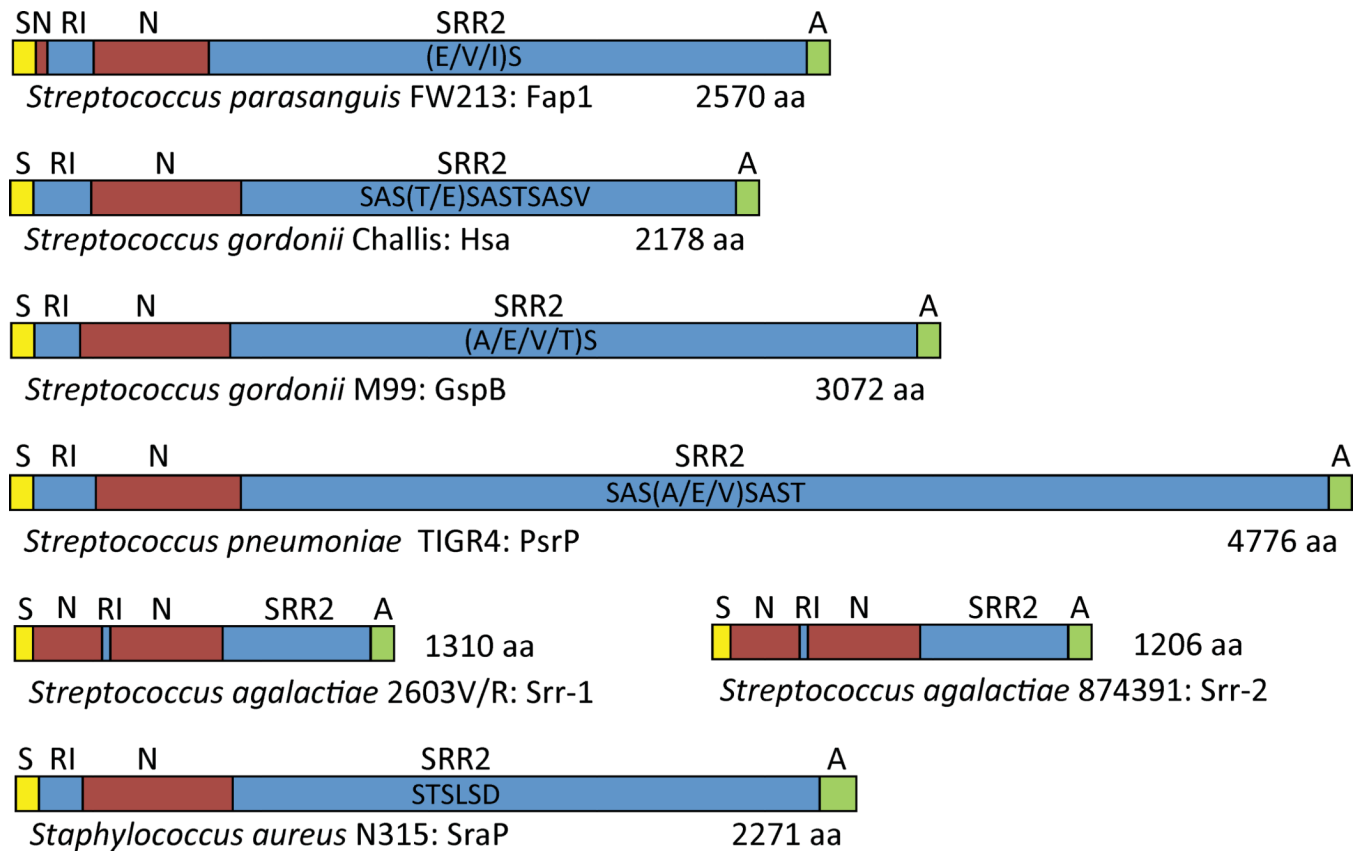 SN RI N SRR2 A
(E/V/I)S
Streptococcus parasanguis FW213: Fap1 2570 aa
S RI N SRR2 A
SAS(T/E)SASTSASV
Streptococcus gordonii Challis: Hsa 2178 aa
S RI N SRR2 A
(A/E/V/T)S
Streptococcus gordonii M99: GspB 3072 aa
S RI N SRR2 A
SAS(A/E/V)SAST
Streptococcus pneumoniae TIGR4: PsrP 4776 aa
S N RI N SRR2 A
1310 aa
Streptococcus agalactiae 2603V/R: Srr-1
S N RI N SRR2 A
1206 aa
Streptococcus agalactiae 874391: Srr-2
S RI N SRR2 A
STSLSD
Staphylococcus aureus N315: SraP 2271 aa